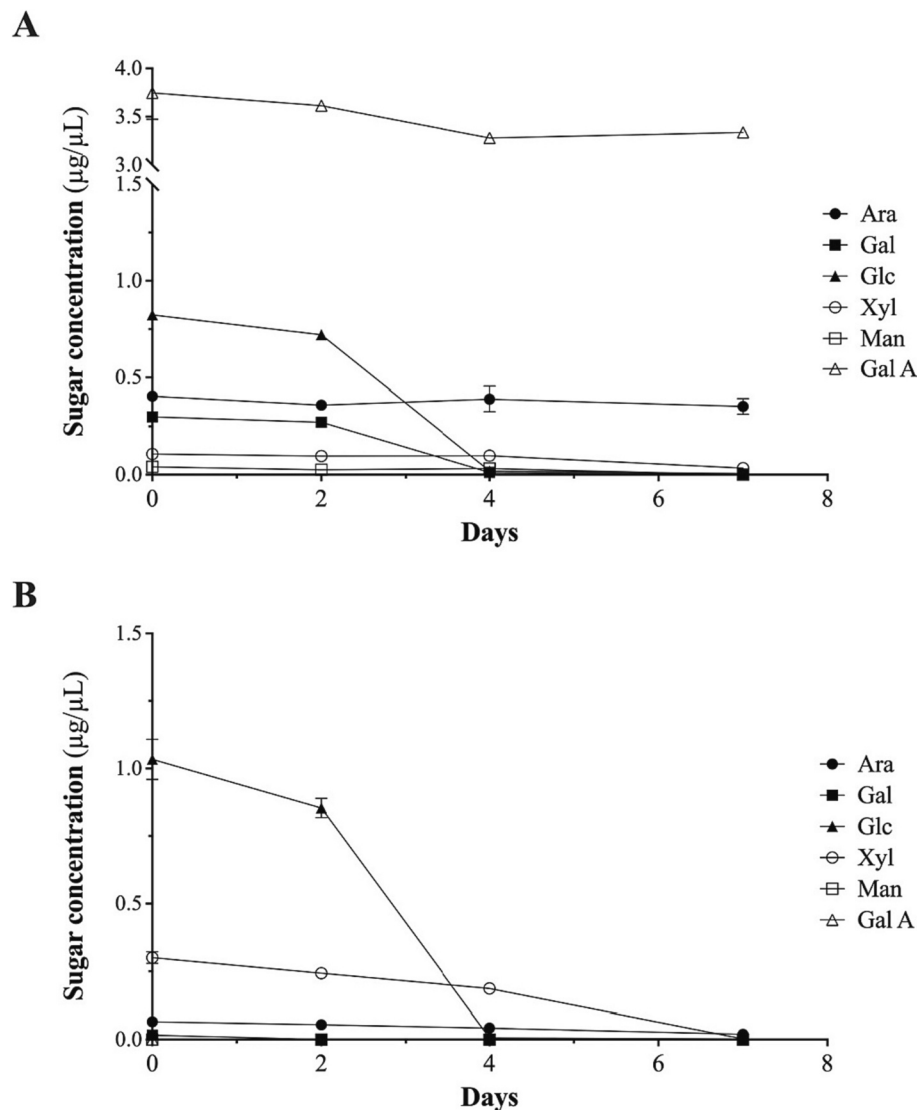 A
Sugar concentration (µg/µL)
4.0
3.5
3.0
1.5
1.0
0.5
0.0
0 2 4 6 8
Days
Ara
Gal
Glc
Xyl
Man
Gal A
B
Sugar concentration (µg/µL)
1.5
1.0
0.5
0.0
0 2 4 6 8
Days
Ara
Gal
Glc
Xyl
Man
Gal A